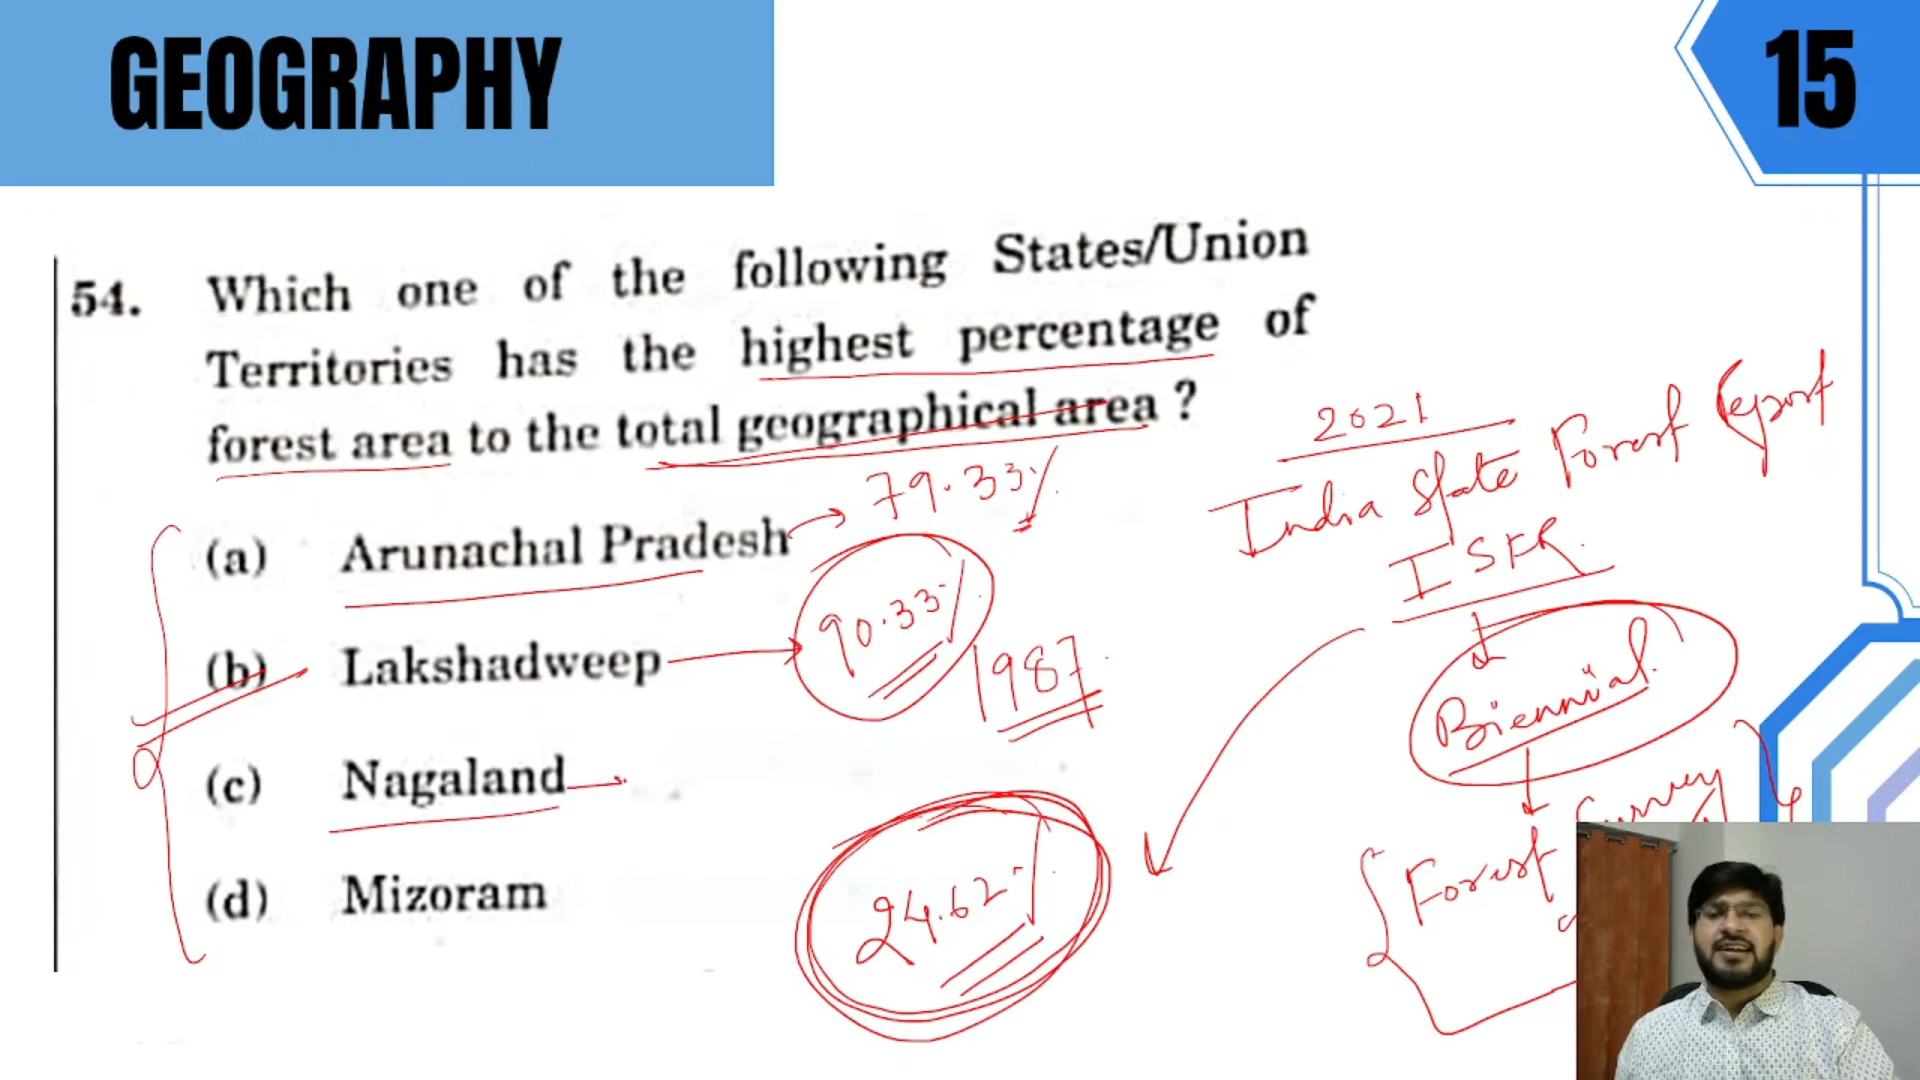 GEOGRAPHY
15
54. Which one of the following States/Union
Territories has the highest percentage of
forest area to the total geographical area ?
(a) Arunachal Pradesh
(b) Lakshadweep
(c) Nagaland
(d) Mizoram
79.33%
90.33%
1987
24.62%
2021
India State Forest Report
ISFR
Biennial
Forest Survey